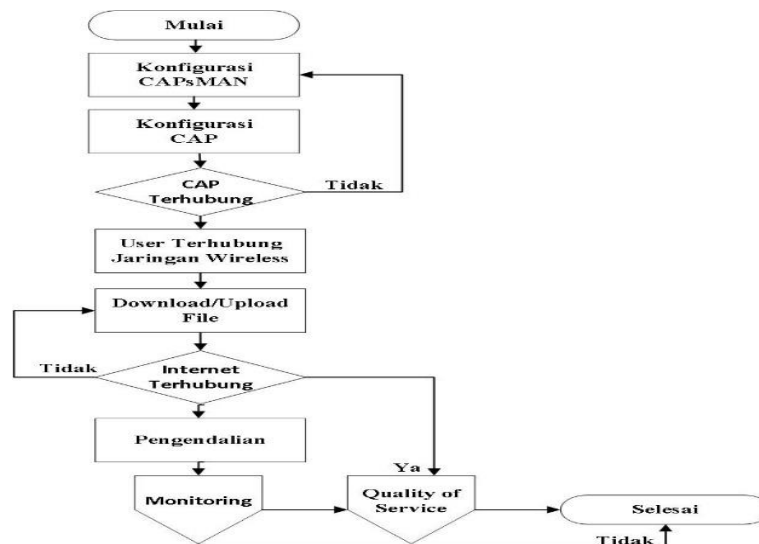 Mulai
Konfigurasi
CAPsMAN
Konfigurasi
CAP
CAP
Terhubung
Tidak
User Terhubung
Jaringan Wireless
Download/Upload
File
Tidak
Internet
Terhubung
Pengendalian
Ya
Monitoring
Quality of
Service
Selesai
Tidak